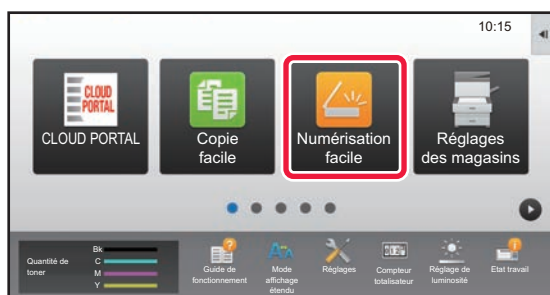 10:15
CLOUD
PORTAL
CLOUD PORTAL
Copie
facile
Numérisation
facile
Réglages
des magasins
Quantité de
toner
Bk
C
M
Y
Guide de
fonctionnement
Mode
affichage
étendu
Réglages
Compteur
totalisateur
Réglage de
luminosité
Etat travail